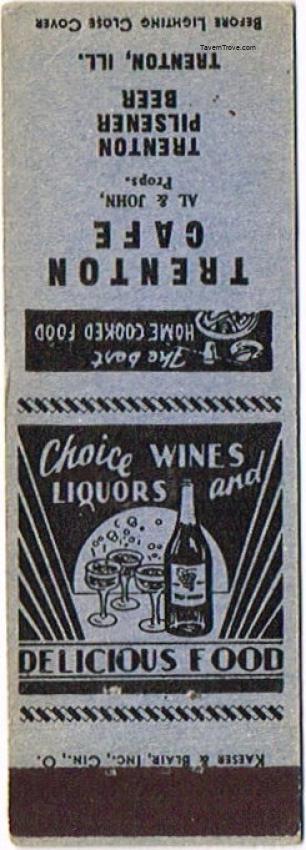 TavernTrove.com
BEFORE LIGHTING CLOSE COVER
TRENTON, ILL.
BEER
PILSENER
TRENTON
Props.
AL & JOHN,
CAFE
TRENTON
HOME COOKED FOOD
The best
Choice WINES
LIQUORS and
DELICIOUS FOOD
KAESER & BLAIR, INC., CIN., O.